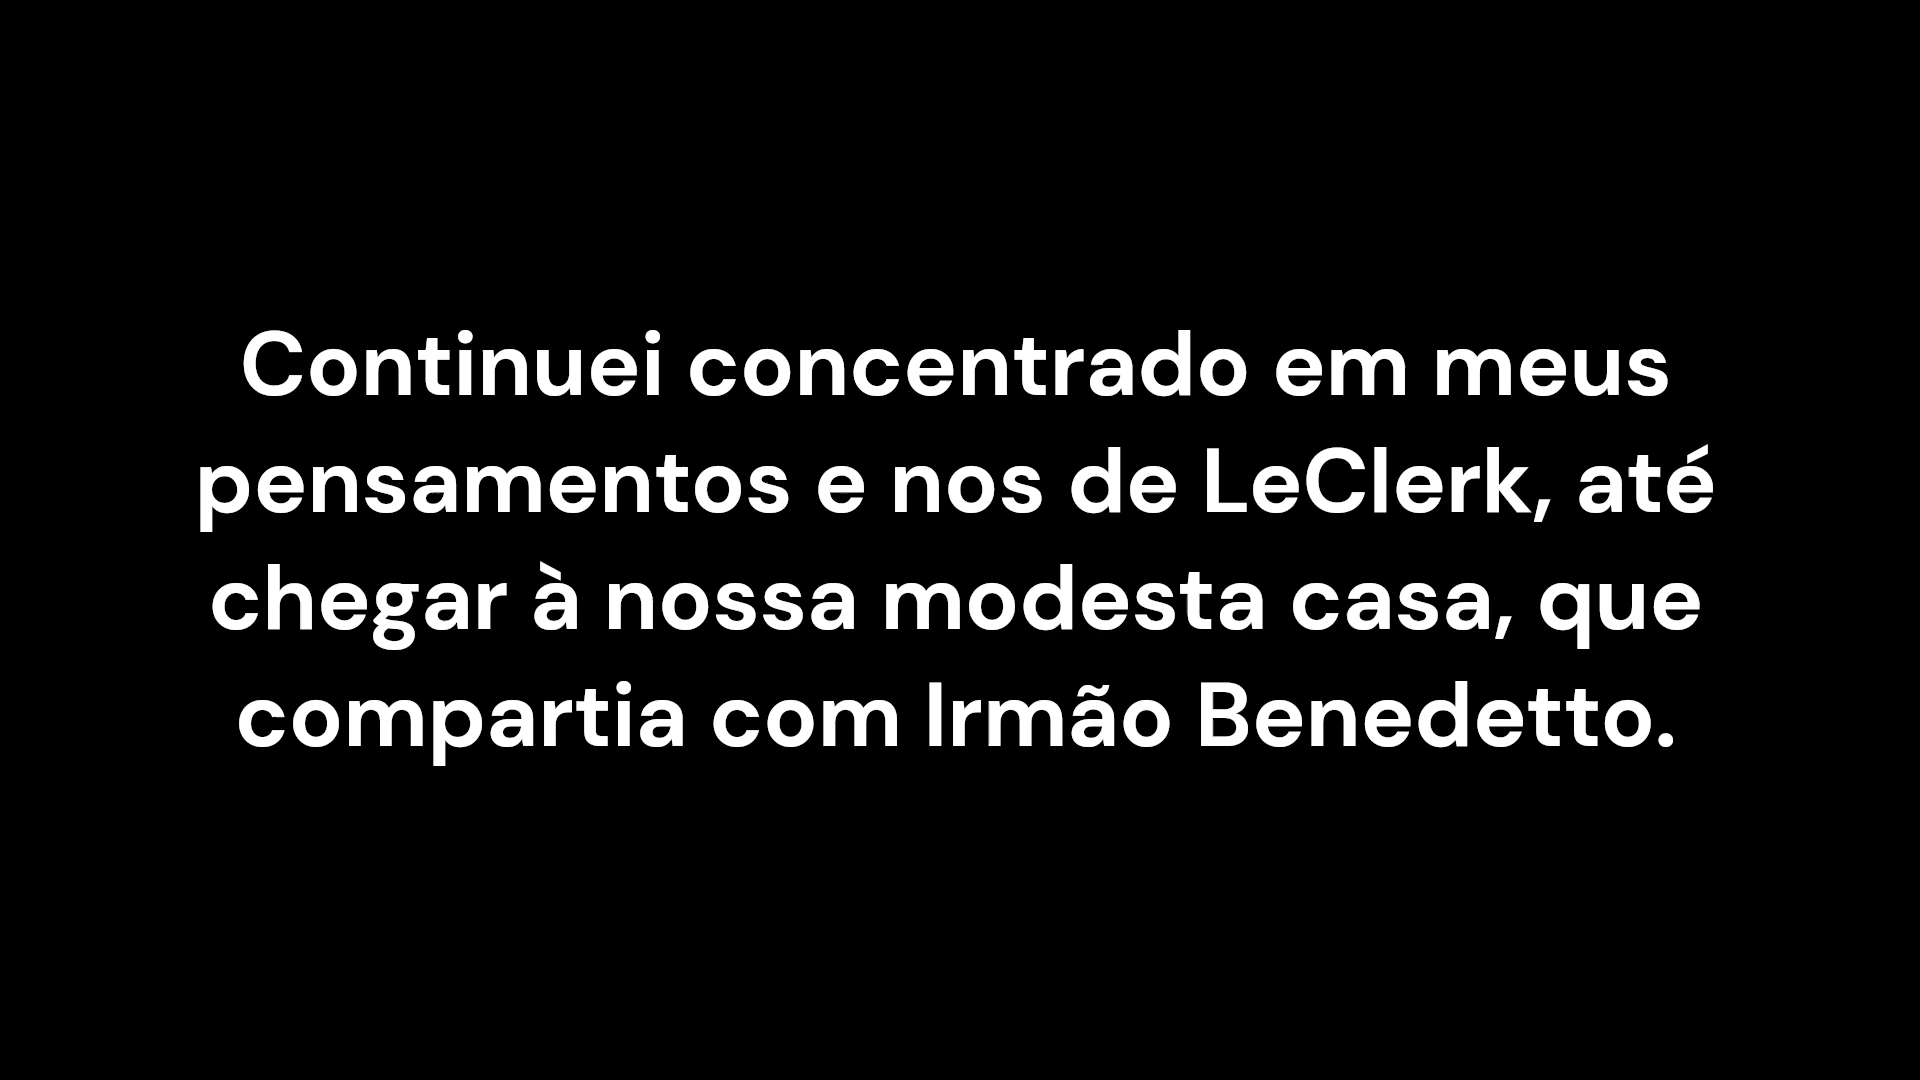 Continuei concentrado em meus
pensamentos e nos de LeClerk, até
chegar à nossa modesta casa, que
compartia com Irmão Benedetto.